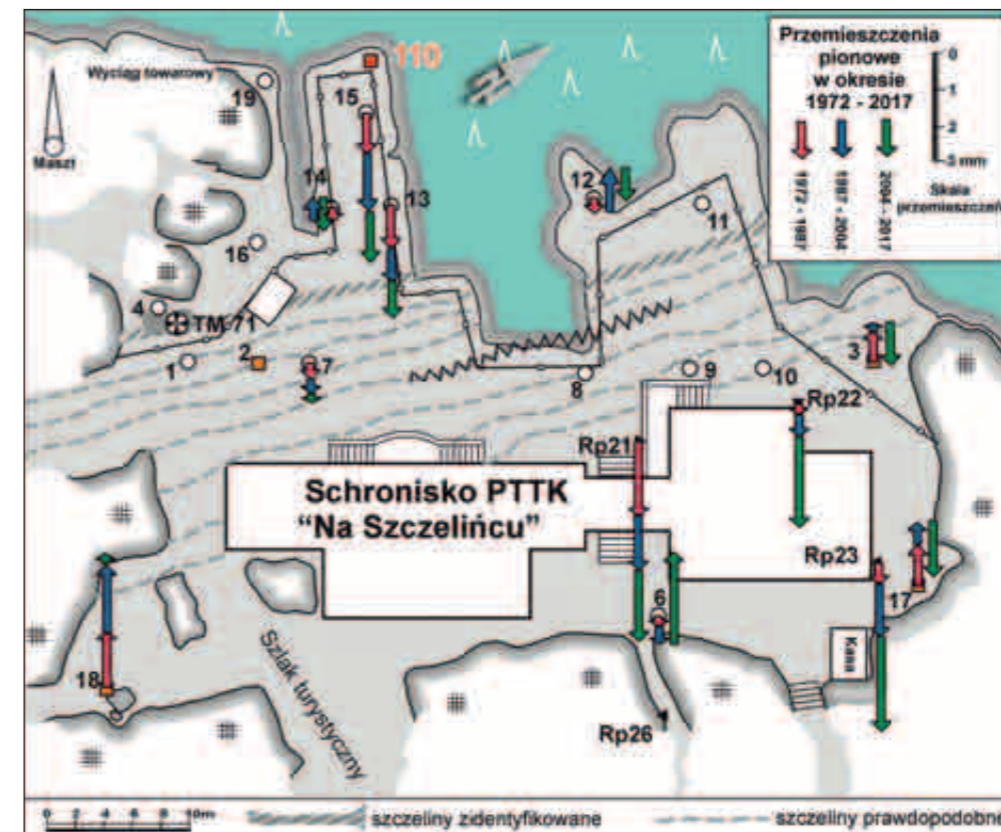 Przemieszczenia
pionowe
w okresie
1972 - 2017
0
1
2
3 mm
1972 - 1987
1987 - 2004
2004 - 2017
Skala
przemieszczeń
110
Wyciąg towarowy
19
15
Maszt
14
13
12
11
16
4
TM-71
1
2
7
8
9
10
3
Rp22
Rp21
Schronisko PTTK
"Na Szczelińcu"
Rp23
17
6
Kasa
18
Szlak turystyczny
Rp26
0 2 4 6 8 10m
szczeliny zidentyfikowane
szczeliny prawdopodobne